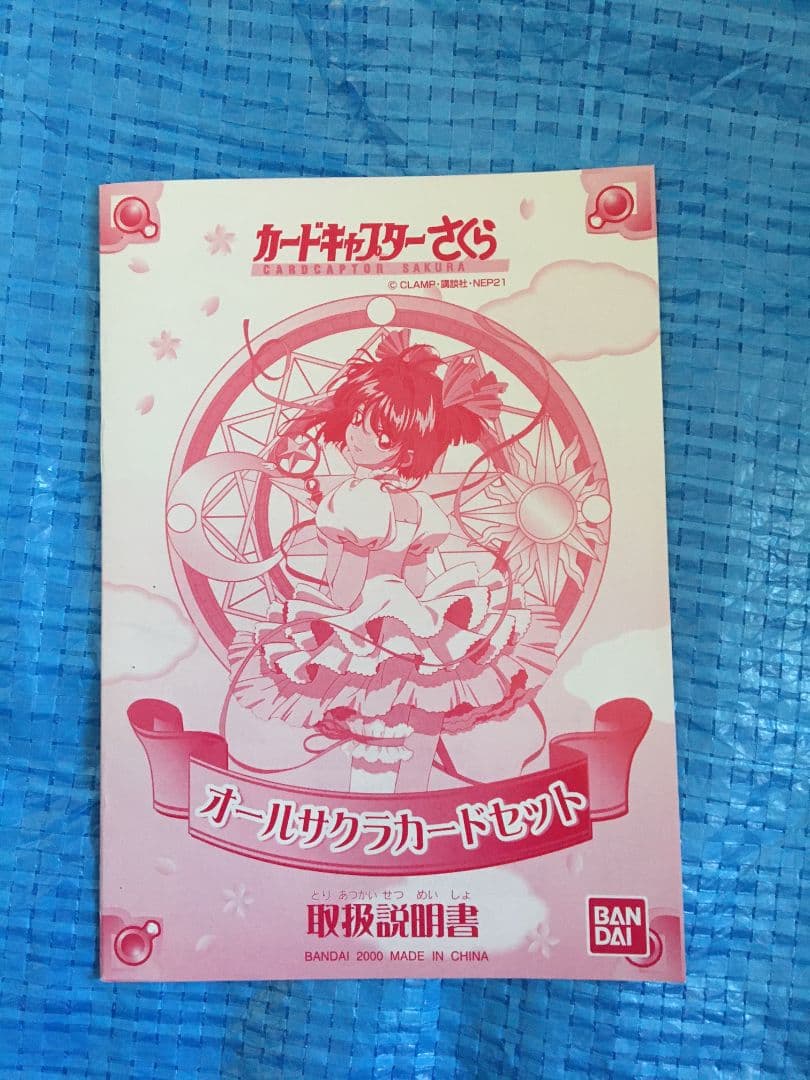 カードキャプターさくら
CARDCAPTOR SAKURA
© CLAMP・講談社・NEP21
オールサクラカードセット
とり あつかい せつ めい しょ
取扱説明書
BANDAI 2000 MADE IN CHINA
BAN
DAI